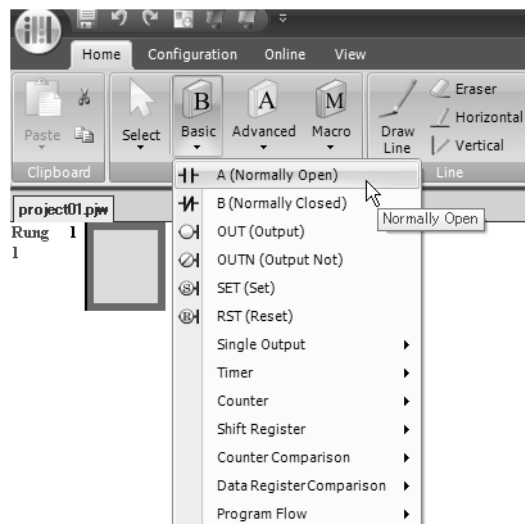 Home Configuration Online View
Paste
Select
B
Basic
A
Advanced
M
Macro
Draw
Line
Eraser
Horizontal
Vertical
Clipboard
Line
A (Normally Open)
B (Normally Closed)
Normally Open
OUT (Output)
OUTN (Output Not)
S
SET (Set)
R
RST (Reset)
Single Output
Timer
Counter
Shift Register
Counter Comparison
Data Register Comparison
Program Flow
project01.pjw
Rung 1
1